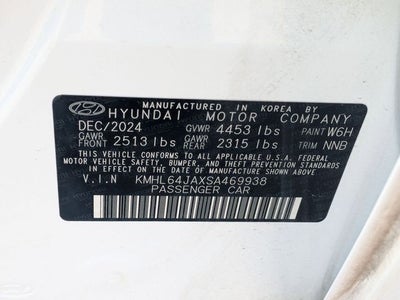 MANUFACTURED IN KOREA BY
HYUNDAI MOTOR COMPANY
DEC/2024 GVWR 4453 lbs PAINT W6H
GAWR FRONT 2513 lbs GAWR REAR 2315 lbs TRIM NNB
THIS VEHICLE CONFORMS TO ALL APPLICABLE U.S.A. FEDERAL
MOTOR VEHICLE SAFETY, BUMPER, AND THEFT PREVENTION STANDARDS
IN EFFECT ON THE DATE OF MANUFACTURE SHOWN ABOVE.
V.I.N KMHL64JAXSA469938
PASSENGER CAR